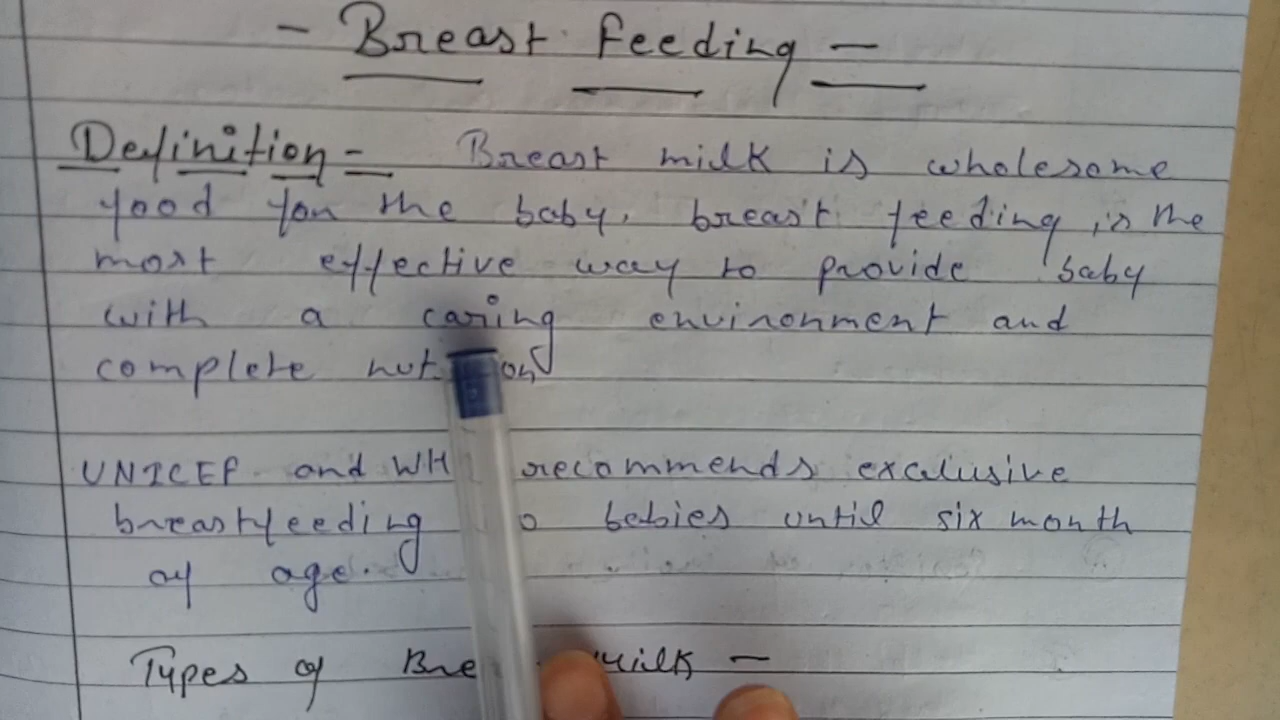 - Breast feeding -
Definition - Breast milk is wholesome
food for the baby, breast feeding is the
most effective way to provide baby
with a caring environment and
complete
UNICEF and recommends exclusive
breastfeeding bebies until six month
of age.
Types of milk -